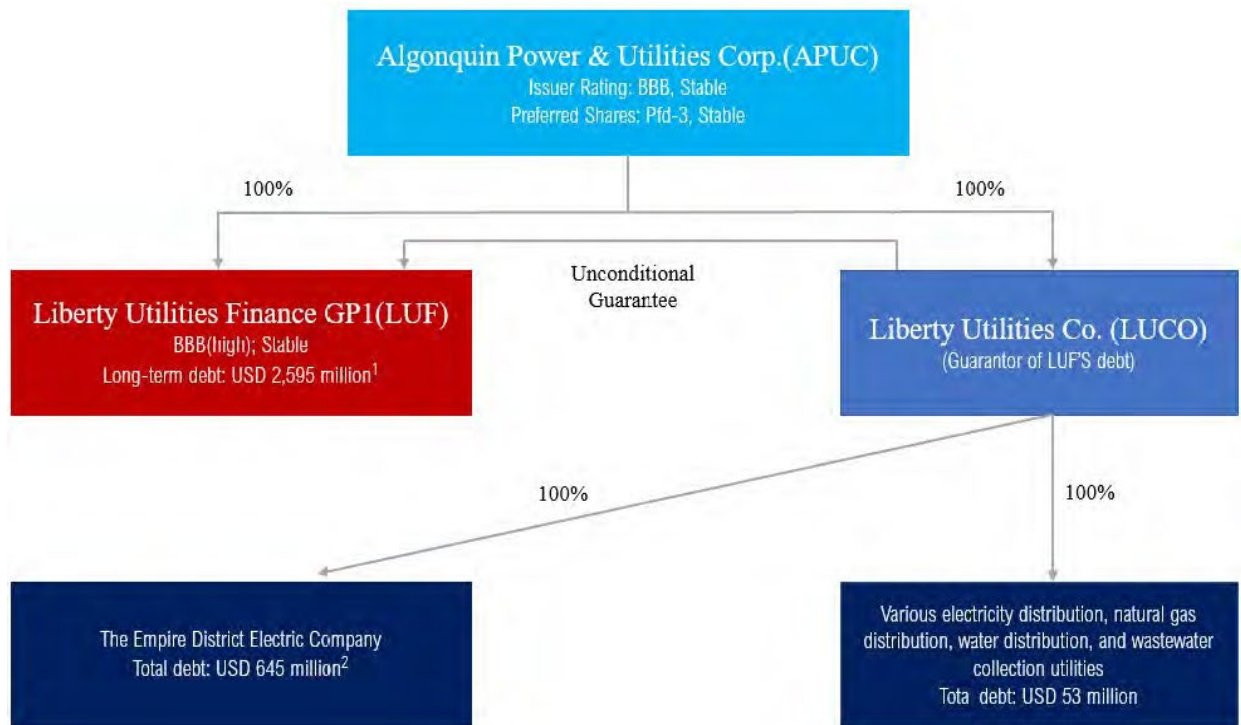 Algonquin Power & Utilities Corp.(APUC)
Issuer Rating: BBB, Stable
Preferred Shares: Pfd-3, Stable
100%
100%
Unconditional
Guarantee
Liberty Utilities Finance GP1(LUF)
BBB(high); Stable
Long-term debt: USD 2,595 million¹
Liberty Utilities Co. (LUCO)
(Guarantor of LUF'S debt)
100%
100%
The Empire District Electric Company
Total debt: USD 645 million²
Various electricity distribution, natural gas
distribution, water distribution, and wastewater
collection utilities
Tota debt: USD 53 million